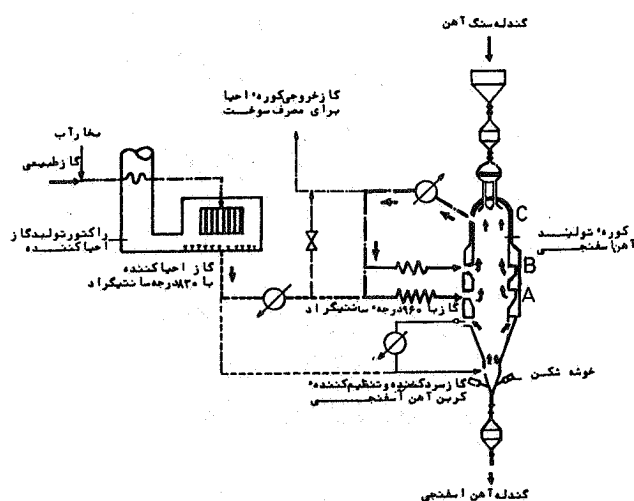 گندله سنگ آهن
گاز خروجی کوره احیا
برای مصرف سوخت
بخار آب
گاز طبیعی
C
کوره تولید
آهن اسفنجی
راکتور تولید گاز
احیا کننده
B
گاز احیا کننده
با ۸۳۰ درجه سانتیگراد
A
گاز با ۹۶۰ درجه سانتیگراد
خوشه شکن
گاز سرد کننده و تنظیم کننده
کربن آهن اسفنجی
گندله آهن اسفنجی